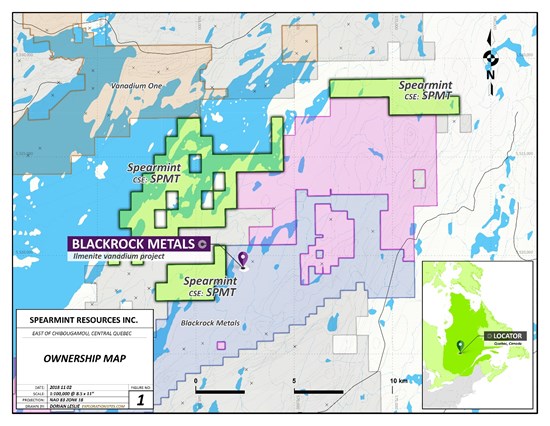 Vanadium One
Spearmint
CSE: SPMT
N
Spearmint
CSE: SPMT
BLACKROCK METALS
Ilmenite vanadium project
Spearmint
CSE: SPMT
Blackrock Metals
SPEARMINT RESOURCES INC.
EAST OF CHIBOUGAMOU, CENTRAL QUEBEC
OWNERSHIP MAP
DATE: 2018 11 02
SCALE: 1:100,000 @ 8.5 x 11"
PROJECTION: NAD 83 ZONE 18
DRAWN BY: DORIAN LESLIE
FIGURE NO:
1
0
5
10 km
LOCATOR
Quebec, Canada